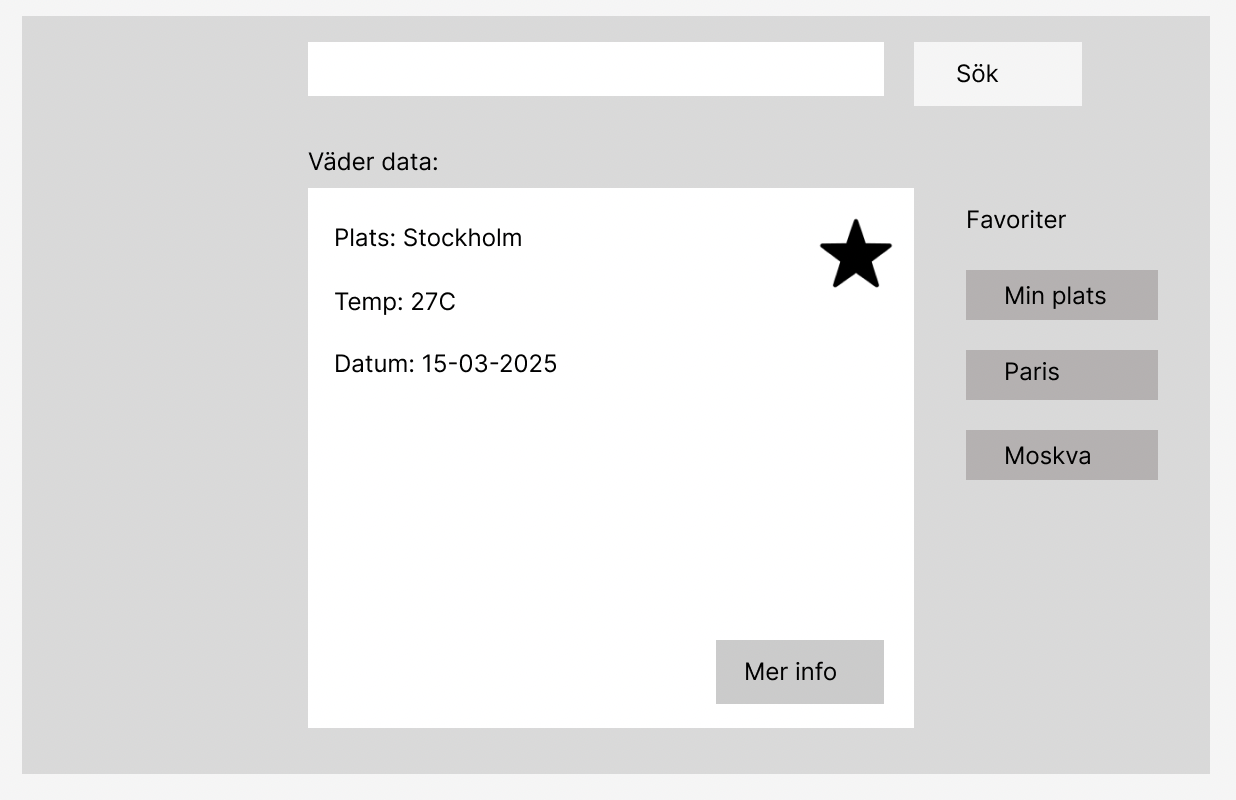 Sök
Väder data:
Plats: Stockholm
Temp: 27C
Datum: 15-03-2025
Mer info
Favoriter
Min plats
Paris
Moskva